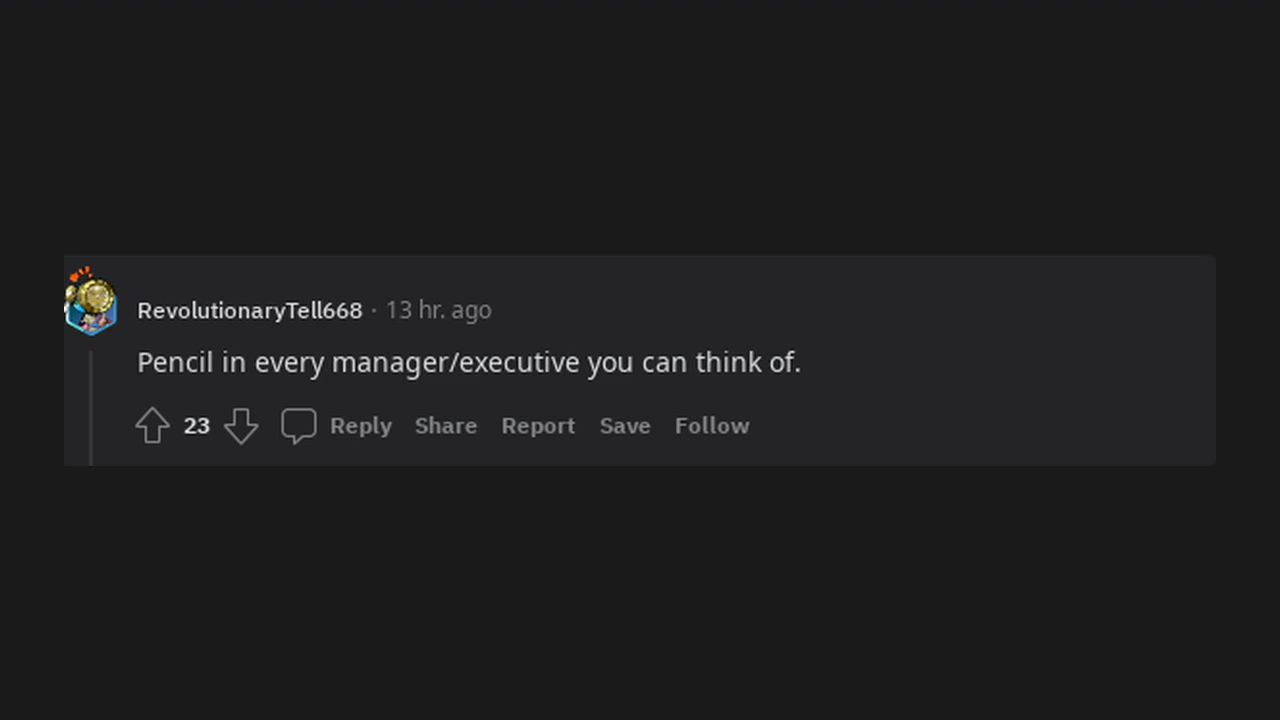 RevolutionaryTell668 · 13 hr. ago
Pencil in every manager/executive you can think of.
23 Reply Share Report Save Follow